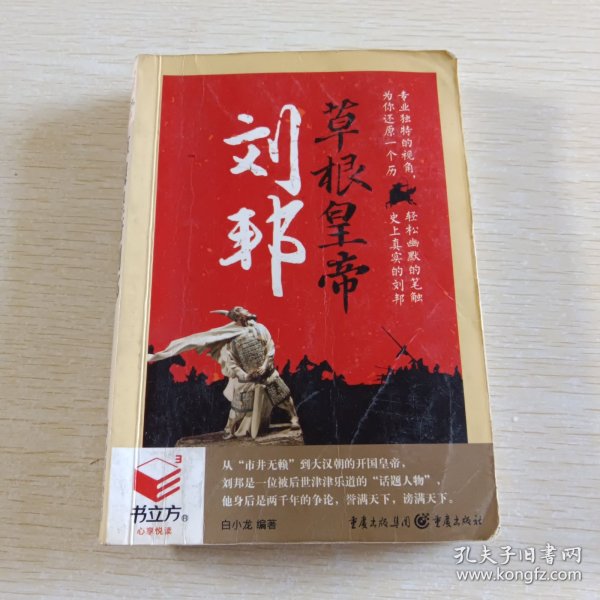 专业独特的视角，轻松幽默的笔触
为你还原一个历史上真实的刘邦
草根皇帝
刘邦
从“市井无赖”到大汉朝的开国皇帝，
刘邦是一位被后世津津乐道的“话题人物”、
他身后是两千年的争论，誉满天下，谤满天下。
白小龙 编著
重庆出版集团 重庆出版社
3
书立方®
心享悦读
孔夫子旧书网
www.kongfz.com